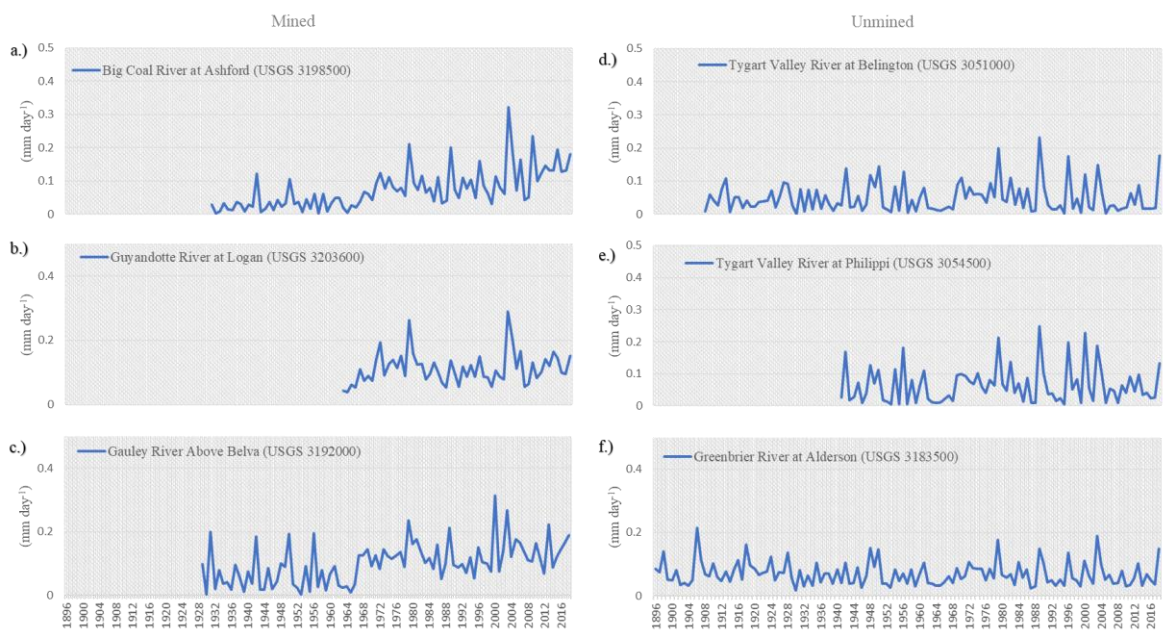 Mined
Unmined
a.)
0.5
0.4
0.3
0.2
0.1
0
(mm day-1)
Big Coal River at Ashford (USGS 3198500)
b.)
0.4
0.2
0
(mm day-1)
Guyandotte River at Logan (USGS 3203600)
c.)
0.4
0.2
0
(mm day-1)
Gauley River Above Belva (USGS 3192000)
1896 1900 1904 1908 1912 1916 1920 1924 1928 1932 1936 1940 1944 1948 1952 1956 1960 1964 1968 1972 1976 1980 1984 1988 1992 1996 2000 2004 2008 2012 2016
d.)
0.5
0.4
0.3
0.2
0.1
0
(mm day-1)
Tygart Valley River at Belington (USGS 3051000)
e.)
0.5
0.4
0.3
0.2
0.1
0
(mm day-1)
Tygart Valley River at Philippi (USGS 3054500)
f.)
0.4
0.2
0
(mm day-1)
Greenbrier River at Alderson (USGS 3183500)
1896 1900 1904 1908 1912 1916 1920 1924 1928 1932 1936 1940 1944 1948 1952 1956 1960 1964 1968 1972 1976 1980 1984 1988 1992 1996 2000 2004 2008 2012 2016